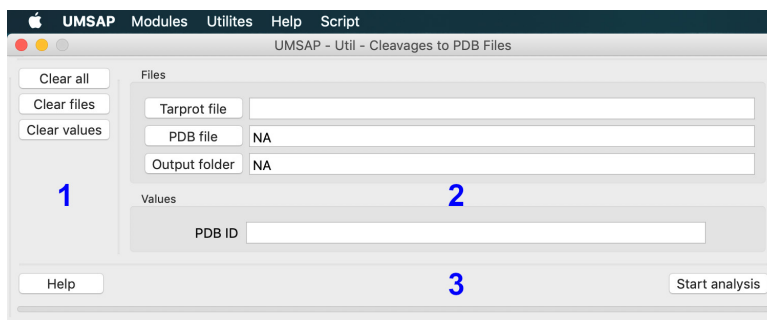 UMSAP Modules Utilites Help Script
UMSAP - Util - Cleavages to PDB Files
Clear all
Clear files
Clear values
1
Files
Tarprot file
PDB file NA
Output folder NA
2
Values
PDB ID
Help
3
Start analysis